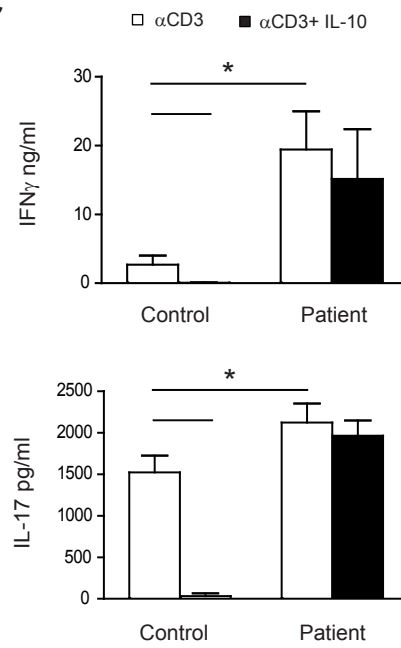 αCD3 αCD3+ IL-10
*
IFNγ ng/ml
30
20
10
0
Control Patient
*
IL-17 pg/ml
2500
2000
1500
1000
500
0
Control Patient